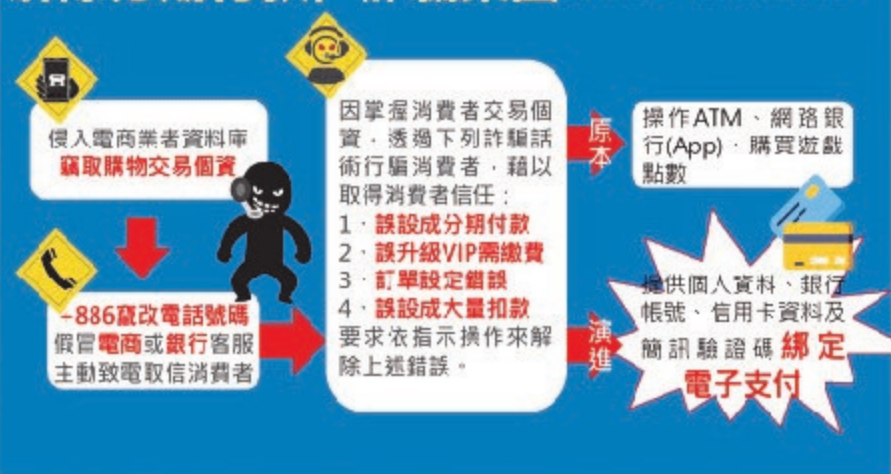 侵入電商業者資料庫
竊取購物交易個資
+886竄改電話號碼
假冒電商或銀行客服
主動致電取信消費者
因掌握消費者交易個
資，透過下列詐騙話
術行騙消費者，藉以
取得消費者信任：
1．誤設成分期付款
2．誤升級VIP需繳費
3．訂單設定錯誤
4．誤設成大量扣款
要求依指示操作來解
除上述錯誤。
原本
操作ATM、網路銀
行(App)、購買遊戲
點數
演進
提供個人資料、銀行
帳號、信用卡資料及
簡訊驗證碼綁定
電子支付